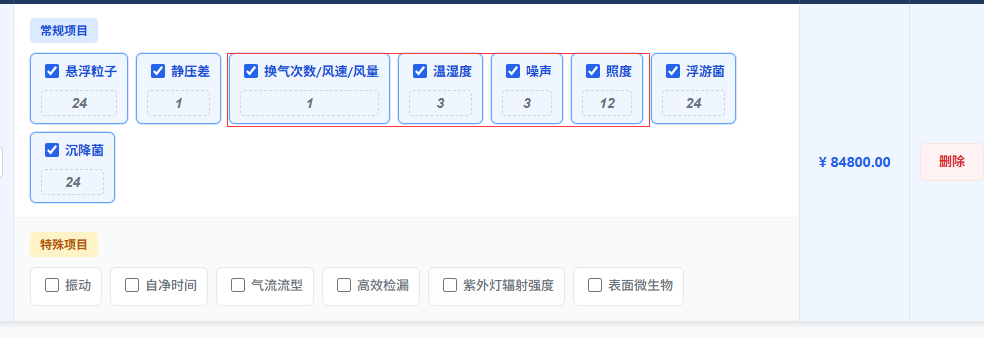 常规项目
悬浮粒子 静压差 换气次数/风速/风量 温湿度 噪声 照度 浮游菌
24 1 1 3 3 12 24
沉降菌
24
¥ 84800.00 删除
特殊项目
振动 自净时间 气流流型 高效检漏 紫外灯辐射强度 表面微生物